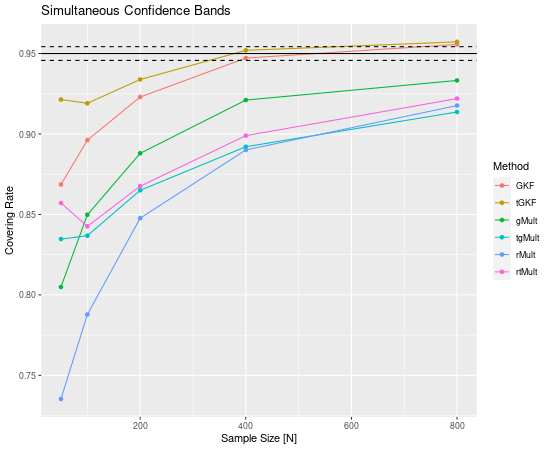 Simultaneous Confidence Bands
Covering Rate
0.95
0.90
0.85
0.80
0.75
200
400
600
800
Sample Size [N]
Method
GKF
tGKF
gMult
tgMult
rMult
rtMult